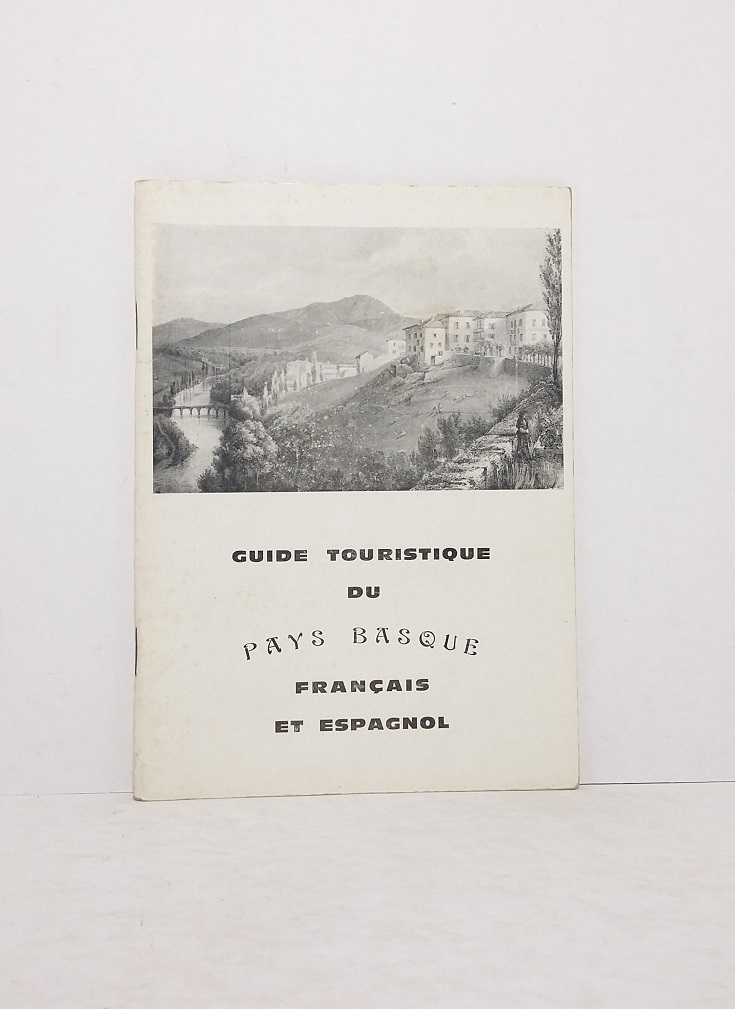 GUIDE TOURISTIQUE
DU
PAYS BASQUE
FRANÇAIS
ET ESPAGNOL